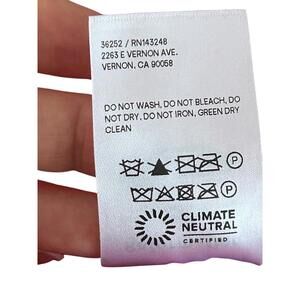 36252 / RN143248
2263 E VERNON AVE.
VERNON, CA 90058
DO NOT WASH, DO NOT BLEACH, DO
NOT DRY, DO NOT IRON, GREEN DRY
CLEAN
P
P
CLIMATE
NEUTRAL
CERTIFIED